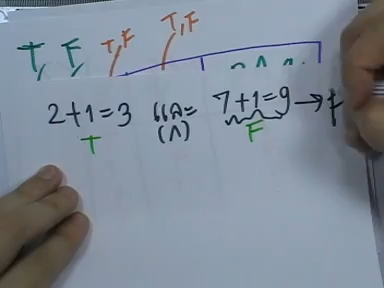 T, F, T,F T,F
2+1=3 (Λ) 7+1=9 → F
T F